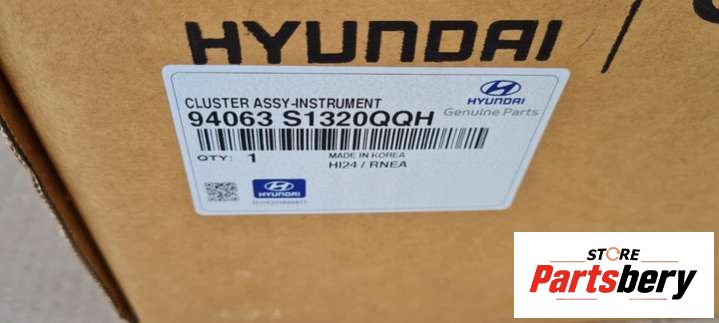 HYUNDAI /
CLUSTER ASSY-INSTRUMENT
94063 S1320QQH
HYUNDAI
Genuine Parts
QTY: 1
MADE IN KOREA
HI24 / RNEA
HYUNDAI
STORE
Partsbery